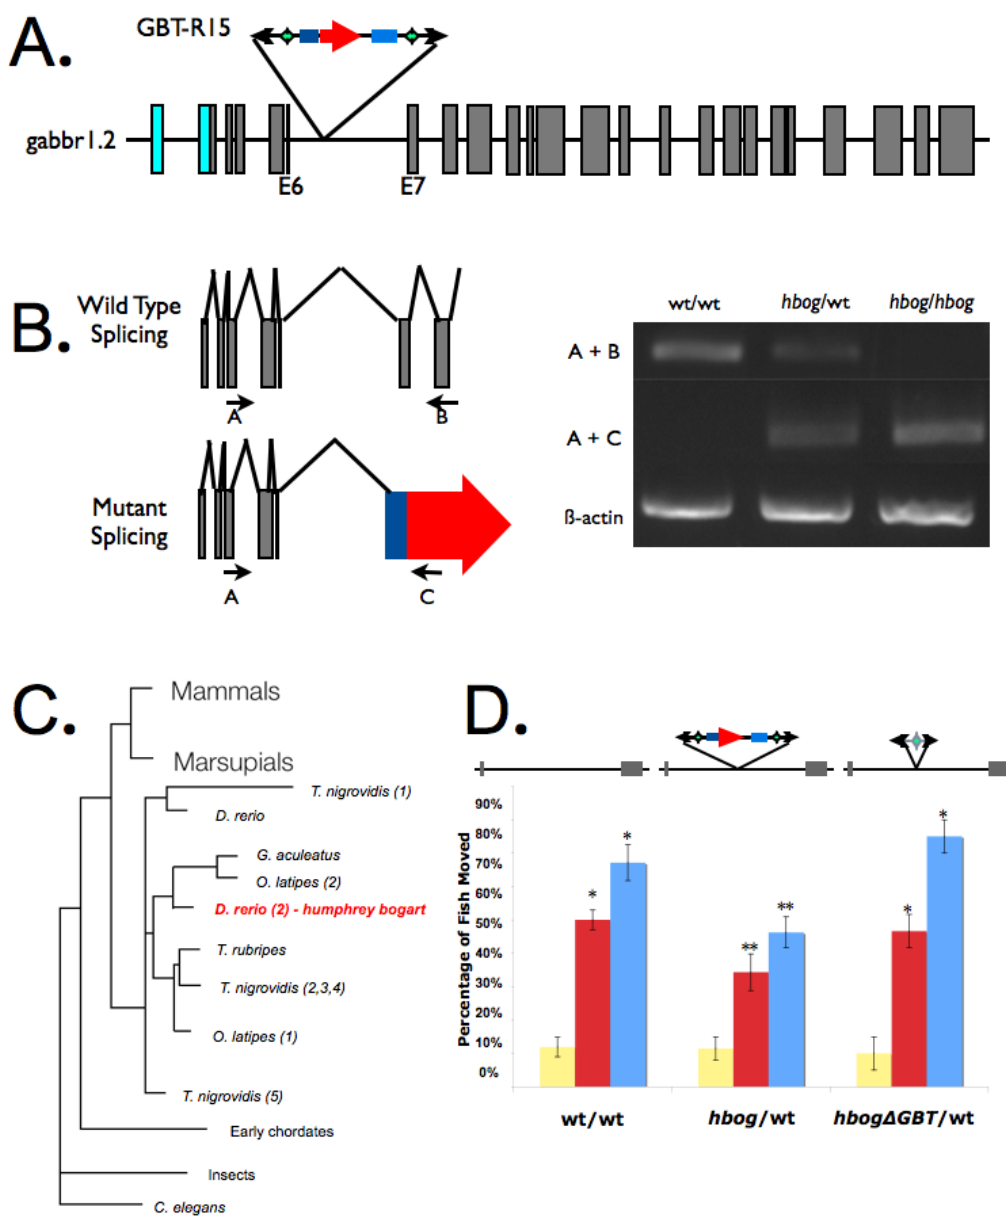 A.
GBT-R15
gabbr1.2
E6
E7
B.
Wild Type
Splicing
A
B
Mutant
Splicing
A
C
wt/wt
hbog/wt
hbog/hbog
A + B
A + C
ß-actin
C.
Mammals
Marsupials
T. nigrovidis (1)
D. rerio
G. aculeatus
O. latipes (2)
D. rerio (2) - humphrey bogart
T. rubripes
T. nigrovidis (2,3,4)
O. latipes (1)
T. nigrovidis (5)
Early chordates
Insects
C. elegans
D.
Percentage of Fish Moved
90%
80%
70%
60%
50%
40%
30%
20%
10%
0%
*
*
**
**
*
*
wt/wt
hbog/wt
hbogΔGBT/wt